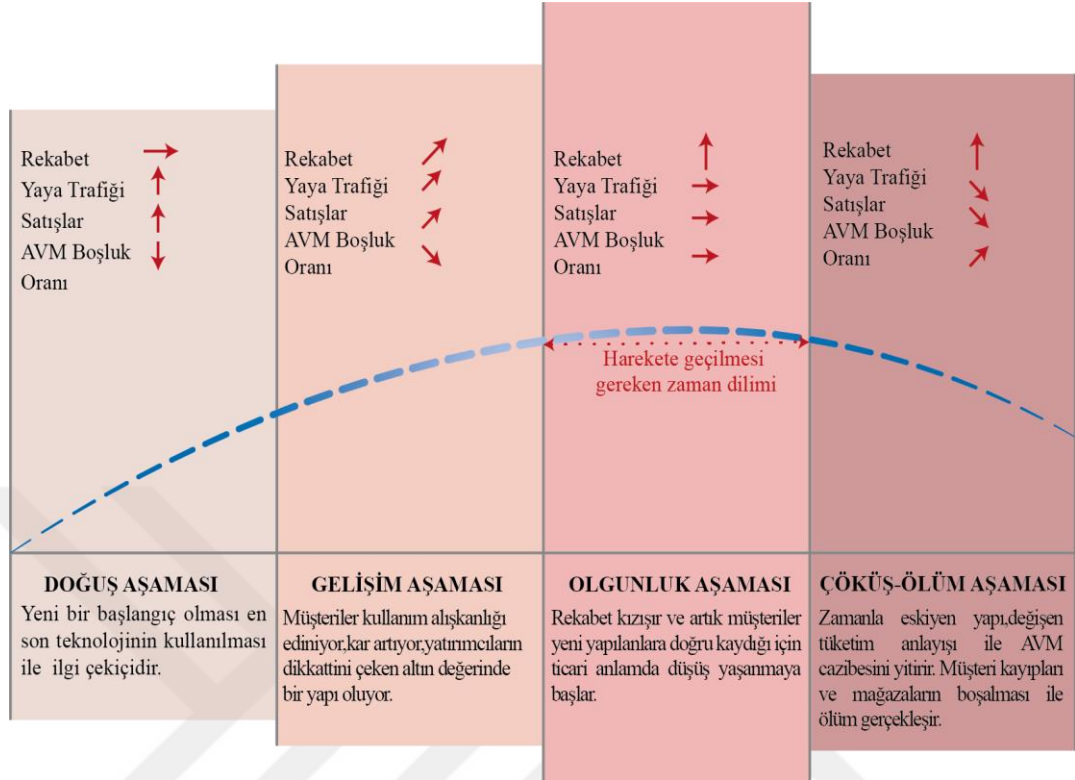 Rekabet
Yaya Trafiği
Satışlar
AVM Boşluk
Oranı
Rekabet
Yaya Trafiği
Satışlar
AVM Boşluk
Oranı
Rekabet
Yaya Trafiği
Satışlar
AVM Boşluk
Oranı
Rekabet
Yaya Trafiği
Satışlar
AVM Boşluk
Oranı
Harekete geçilmesi
gereken zaman dilimi
DOĞUŞ AŞAMASI
Yeni bir başlangıç olması en
son teknolojinin kullanılması
ile ilgi çekiçidir.
GELİŞİM AŞAMASI
Müşteriler kullanım alışkanlığı
ediniyor,kar artıyor,yatırımcıların
dikkattini çeken altın değerinde
bir yapı oluyor.
OLGUNLUK AŞAMASI
Rekabet kızışır ve artık müşteriler
yeni yapılanlara doğru kaydığı için
ticari anlamda düşüş yaşanmaya
başlar.
ÇÖKÜŞ-ÖLÜM AŞAMASI
Zamanla eskiyen yapı,değişen
tüketim anlayışı ile AVM
cazibesini yitirir. Müşteri kayıpları
ve mağazaların boşalması ile
ölüm gerçekleşir.